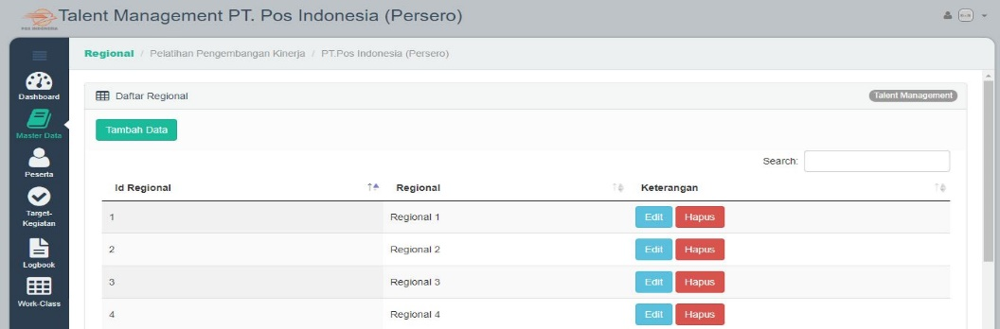 Talent Management PT. Pos Indonesia (Persero)
POS INDONESIA
Regional / Pelatihan Pengembangan Kinerja / PT.Pos Indonesia (Persero)
Dashboard
Master Data
Peserta
Target-
Kegiatan
Logbook
Work-Class
Daftar Regional
Talent Management
Tambah Data
Search:
Id Regional Regional Keterangan
1 Regional 1 Edit Hapus
2 Regional 2 Edit Hapus
3 Regional 3 Edit Hapus
4 Regional 4 Edit Hapus